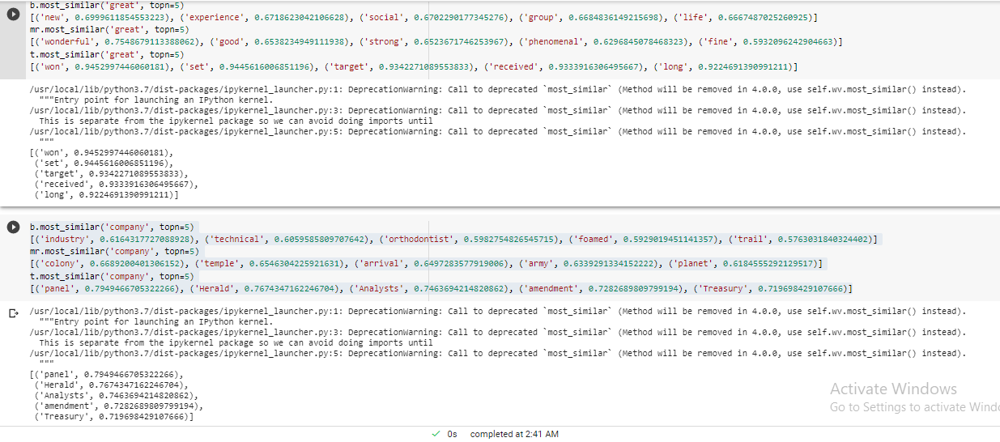 b.most_similar('great', topn=5)
[('new', 0.6999611854553223), ('experience', 0.6718623042106628), ('social', 0.6702290177345276), ('group', 0.6684836149215698), ('life', 0.6667487025260925)]
mr.most_similar('great', topn=5)
[('wonderful', 0.7548679113388062), ('good', 0.6538234949111938), ('strong', 0.6523671746253967), ('phenomenal', 0.6296845078468323), ('fine', 0.5932096242904663)]
t.most_similar('great', topn=5)
[('won', 0.9452997446060181), ('set', 0.9445616006851196), ('target', 0.9342271089553833), ('received', 0.9333916306495667), ('long', 0.9224691390991211)]
/usr/local/lib/python3.7/dist-packages/ipykernel_launcher.py:1: DeprecationWarning: Call to deprecated `most_similar` (Method will be removed in 4.0.0, use self.wv.most_similar() instead).
"""Entry point for launching an IPython kernel.
/usr/local/lib/python3.7/dist-packages/ipykernel_launcher.py:3: DeprecationWarning: Call to deprecated `most_similar` (Method will be removed in 4.0.0, use self.wv.most_similar() instead).
This is separate from the ipykernel package so we can avoid doing imports until
/usr/local/lib/python3.7/dist-packages/ipykernel_launcher.py:5: DeprecationWarning: Call to deprecated `most_similar` (Method will be removed in 4.0.0, use self.wv.most_similar() instead).
"""
[('won', 0.9452997446060181),
('set', 0.9445616006851196),
('target', 0.9342271089553833),
('received', 0.9333916306495667),
('long', 0.9224691390991211)]
b.most_similar('company', topn=5)
[('industry', 0.6164317727088928), ('technical', 0.6059585809707642), ('orthodontist', 0.5982754826545715), ('foamed', 0.5929019451141357), ('trail', 0.5763031840324402)]
mr.most_similar('company', topn=5)
[('colony', 0.6689200401306152), ('temple', 0.6546304225921631), ('arrival', 0.6497283577919006), ('army', 0.6339291334152222), ('planet', 0.6184555292129517)]
t.most_similar('company', topn=5)
[('panel', 0.7949466705322266), ('Herald', 0.7674347162246704), ('Analysts', 0.7463694214820862), ('amendment', 0.7282689809799194), ('Treasury', 0.719698429107666)]
/usr/local/lib/python3.7/dist-packages/ipykernel_launcher.py:1: DeprecationWarning: Call to deprecated `most_similar` (Method will be removed in 4.0.0, use self.wv.most_similar() instead).
"""Entry point for launching an IPython kernel.
/usr/local/lib/python3.7/dist-packages/ipykernel_launcher.py:3: DeprecationWarning: Call to deprecated `most_similar` (Method will be removed in 4.0.0, use self.wv.most_similar() instead).
This is separate from the ipykernel package so we can avoid doing imports until
/usr/local/lib/python3.7/dist-packages/ipykernel_launcher.py:5: DeprecationWarning: Call to deprecated `most_similar` (Method will be removed in 4.0.0, use self.wv.most_similar() instead).
"""
[('panel', 0.7949466705322266),
('Herald', 0.7674347162246704),
('Analysts', 0.7463694214820862),
('amendment', 0.7282689809799194),
('Treasury', 0.719698429107666)]
Activate Windows
Go to Settings to activate Wind
0s completed at 2:41 AM